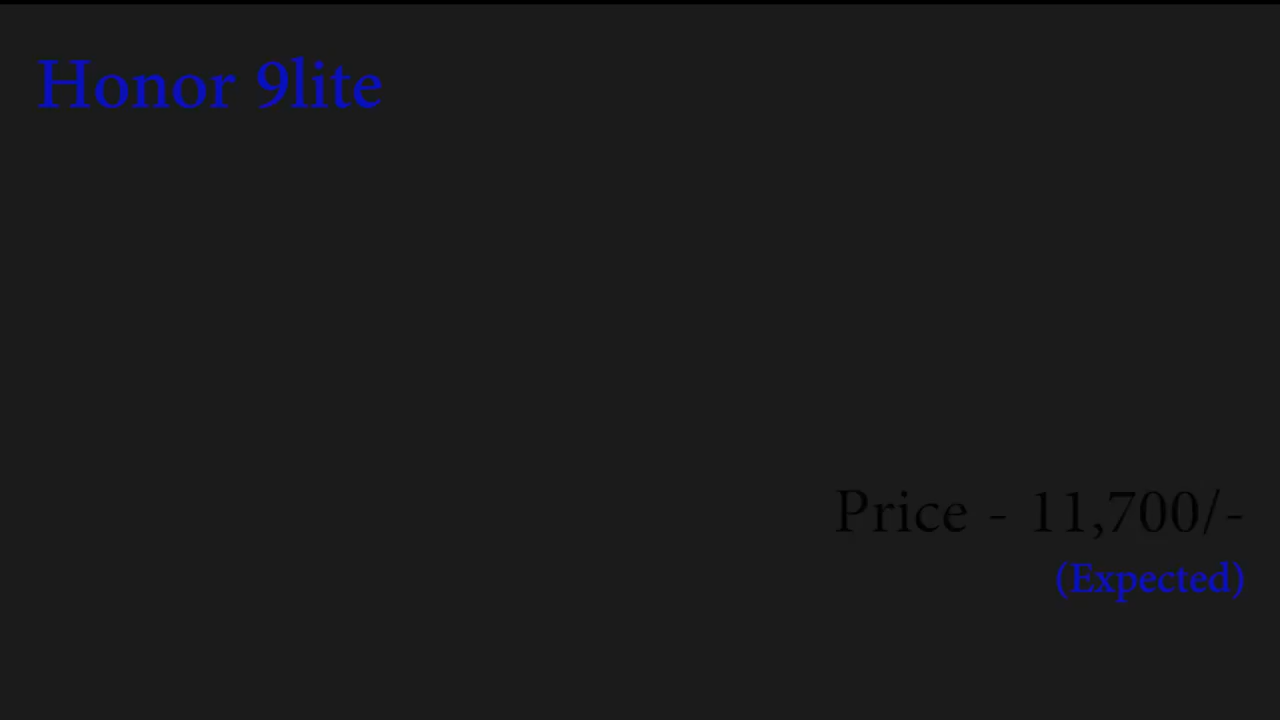 Honor 9lite
Price - 11,700/-
(Expected)